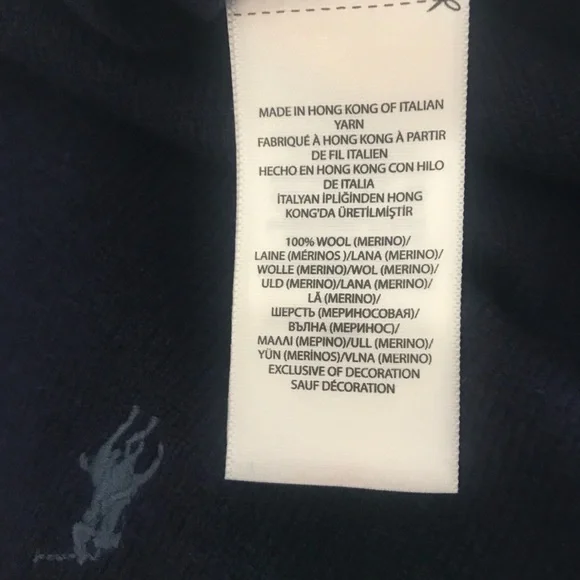 MADE IN HONG KONG OF ITALIAN
YARN
FABRIQUÉ À HONG KONG À PARTIR
DE FIL ITALIEN
HECHO EN HONG KONG CON HILO
DE ITALIA
İTALYAN İPLİĞİNDEN HONG
KONG'DA ÜRETİLMİŞTİR
100% WOOL (MERINO)/
LAINE (MÉRINOS )/LANA (MERINO)/
WOLLE (MERINO)/WOL (MERINO)/
ULD (MERINO)/LANA (MERINO)/
LÃ (MERINO)/
ШЕРСТЬ (МЕРИНОСОВАЯ)/
ВЪЛНА (МЕРИНОС)/
ΜΑΛΛΙ (ΜΕΡΙΝΟ)/ULL (MERINO)/
YÜN (MERİNOS)/VLNA (MERINO)
EXCLUSIVE OF DECORATION
SAUF DÉCORATION